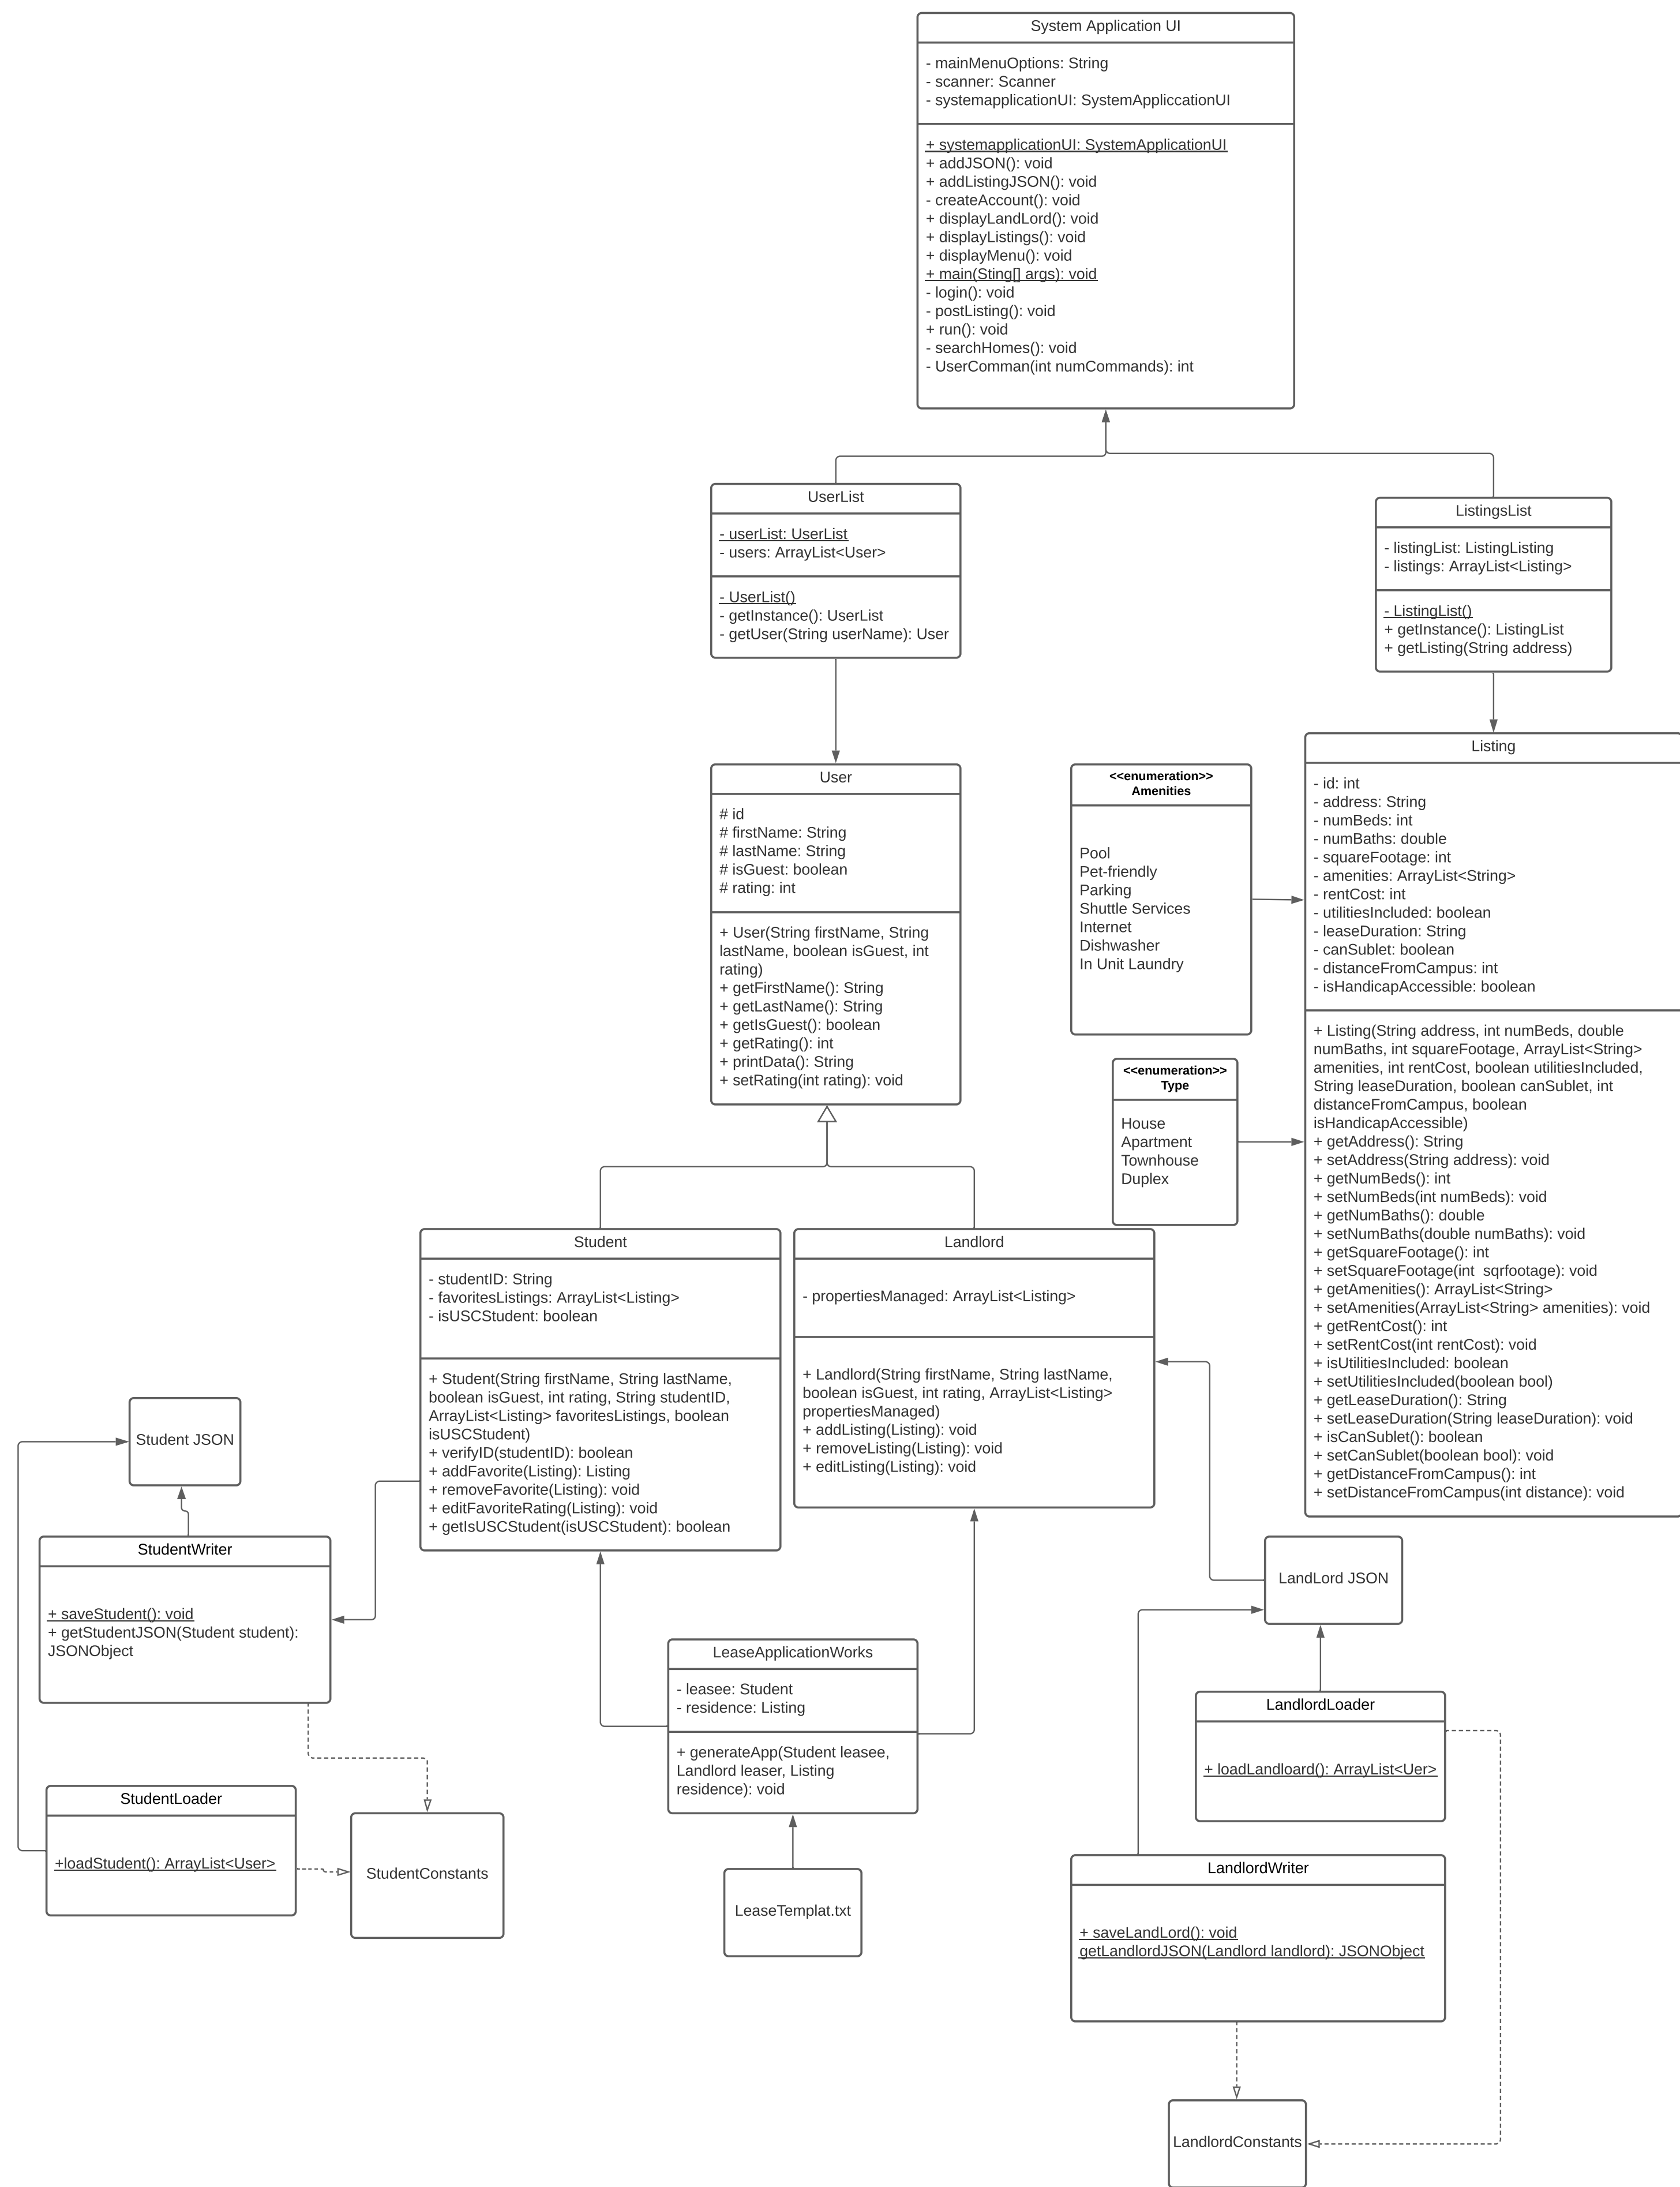 System Application UI
- mainMenuOptions: String
- scanner: Scanner
- systemapplicationUI: SystemAppliccationUI
+ systemapplicationUI: SystemApplicationUI
+ addJSON(): void
+ addListingJSON(): void
- createAccount(): void
+ displayLandLord(): void
+ displayListings(): void
+ displayMenu(): void
+ main(Sting[] args): void
- login(): void
- postListing(): void
+ run(): void
- searchHomes(): void
- UserComman(int numCommands): int
UserList
- userList: UserList
- users: ArrayList<User>
- UserList()
- getInstance(): UserList
- getUser(String userName): User
ListingsList
- listingList: ListingListing
- listings: ArrayList<Listing>
- ListingList()
+ getInstance(): ListingList
+ getListing(String address)
User
# id
# firstName: String
# lastName: String
# isGuest: boolean
# rating: int
+ User(String firstName, String
lastName, boolean isGuest, int
rating)
+ getFirstName(): String
+ getLastName(): String
+ getIsGuest(): boolean
+ getRating(): int
+ printData(): String
+ setRating(int rating): void
<<enumeration>>
Amenities
Pool
Pet-friendly
Parking
Shuttle Services
Internet
Dishwasher
In Unit Laundry
<<enumeration>>
Type
House
Apartment
Townhouse
Duplex
Listing
- id: int
- address: String
- numBeds: int
- numBaths: double
- squareFootage: int
- amenities: ArrayList<String>
- rentCost: int
- utilitiesIncluded: boolean
- leaseDuration: String
- canSublet: boolean
- distanceFromCampus: int
- isHandicapAccessible: boolean
+ Listing(String address, int numBeds, double
numBaths, int squareFootage, ArrayList<String>
amenities, int rentCost, boolean utilitiesIncluded,
String leaseDuration, boolean canSublet, int
distanceFromCampus, boolean
isHandicapAccessible)
+ getAddress(): String
+ setAddress(String address): void
+ getNumBeds(): int
+ setNumBeds(int numBeds): void
+ getNumBaths(): double
+ setNumBaths(double numBaths): void
+ getSquareFootage(): int
+ setSquareFootage(int  sqrfootage): void
+ getAmenities(): ArrayList<String>
+ setAmenities(ArrayList<String> amenities): void
+ getRentCost(): int
+ setRentCost(int rentCost): void
+ isUtilitiesIncluded: boolean
+ setUtilitiesIncluded(boolean bool)
+ getLeaseDuration(): String
+ setLeaseDuration(String leaseDuration): void
+ isCanSublet(): boolean
+ setCanSublet(boolean bool): void
+ getDistanceFromCampus(): int
+ setDistanceFromCampus(int distance): void
Student
- studentID: String
- favoritesListings: ArrayList<Listing>
- isUSCStudent: boolean
+ Student(String firstName, String lastName,
boolean isGuest, int rating, String studentID,
ArrayList<Listing> favoritesListings, boolean
isUSCStudent)
+ verifyID(studentID): boolean
+ addFavorite(Listing): Listing
+ removeFavorite(Listing): void
+ editFavoriteRating(Listing): void
+ getIsUSCStudent(isUSCStudent): boolean
Landlord
- propertiesManaged: ArrayList<Listing>
+ Landlord(String firstName, String lastName,
boolean isGuest, int rating, ArrayList<Listing>
propertiesManaged)
+ addListing(Listing): void
+ removeListing(Listing): void
+ editListing(Listing): void
Student JSON
StudentWriter
+ saveStudent(): void
+ getStudentJSON(Student student):
JSONObject
StudentLoader
+loadStudent(): ArrayList<User>
StudentConstants
LeaseApplicationWorks
- leasee: Student
- residence: Listing
+ generateApp(Student leasee,
Landlord leaser, Listing
residence): void
LeaseTemplat.txt
LandLord JSON
LandlordLoader
+ loadLandloard(): ArrayList<Uer>
LandlordWriter
+ saveLandLord(): void
getLandlordJSON(Landlord landlord): JSONObject
LandlordConstants